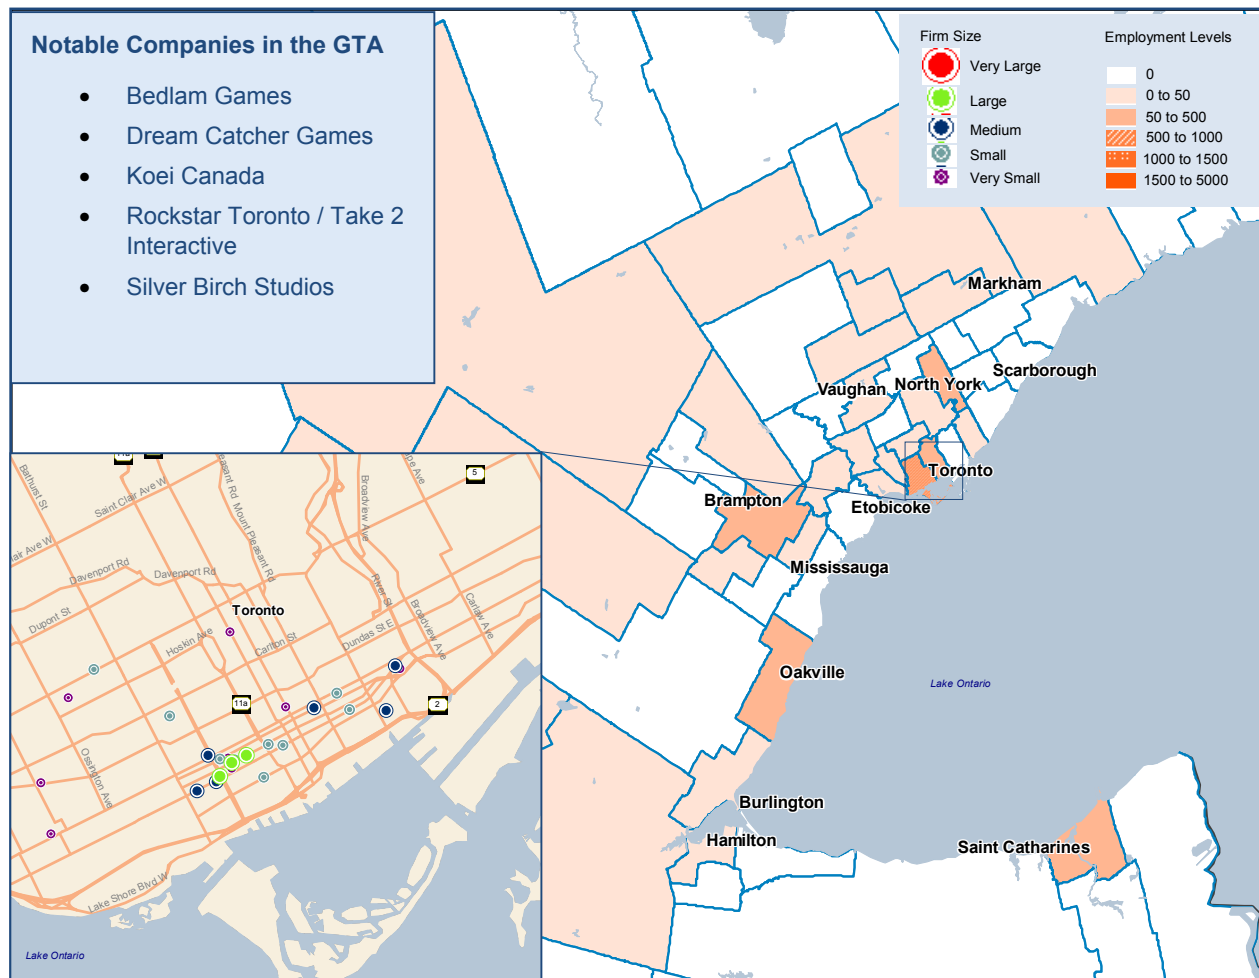 Notable Companies in the GTA
• Bedlam Games
• Dream Catcher Games
• Koei Canada
• Rockstar Toronto / Take 2
Interactive
• Silver Birch Studios
Firm Size
Very Large
Large
Medium
Small
Very Small
Employment Levels
0
0 to 50
50 to 500
500 to 1000
1000 to 1500
1500 to 5000
Markham
Scarborough
Vaughan
North York
Toronto
Brampton
Etobicoke
Mississauga
Oakville
Lake Ontario
Burlington
Hamilton
Saint Catharines
Bathurst St
Saint Clair Ave W
Mount Pleasant Rd
Broadview Ave
5
Davenport Rd
Davenport Rd
Dupont St
Hoskin Ave
Toronto
Carlton St
River St
Dundas St E
Broadview Ave
Carlaw Ave
11a
2
Ossington Ave
Lake Shore Blvd W
Lake Ontario